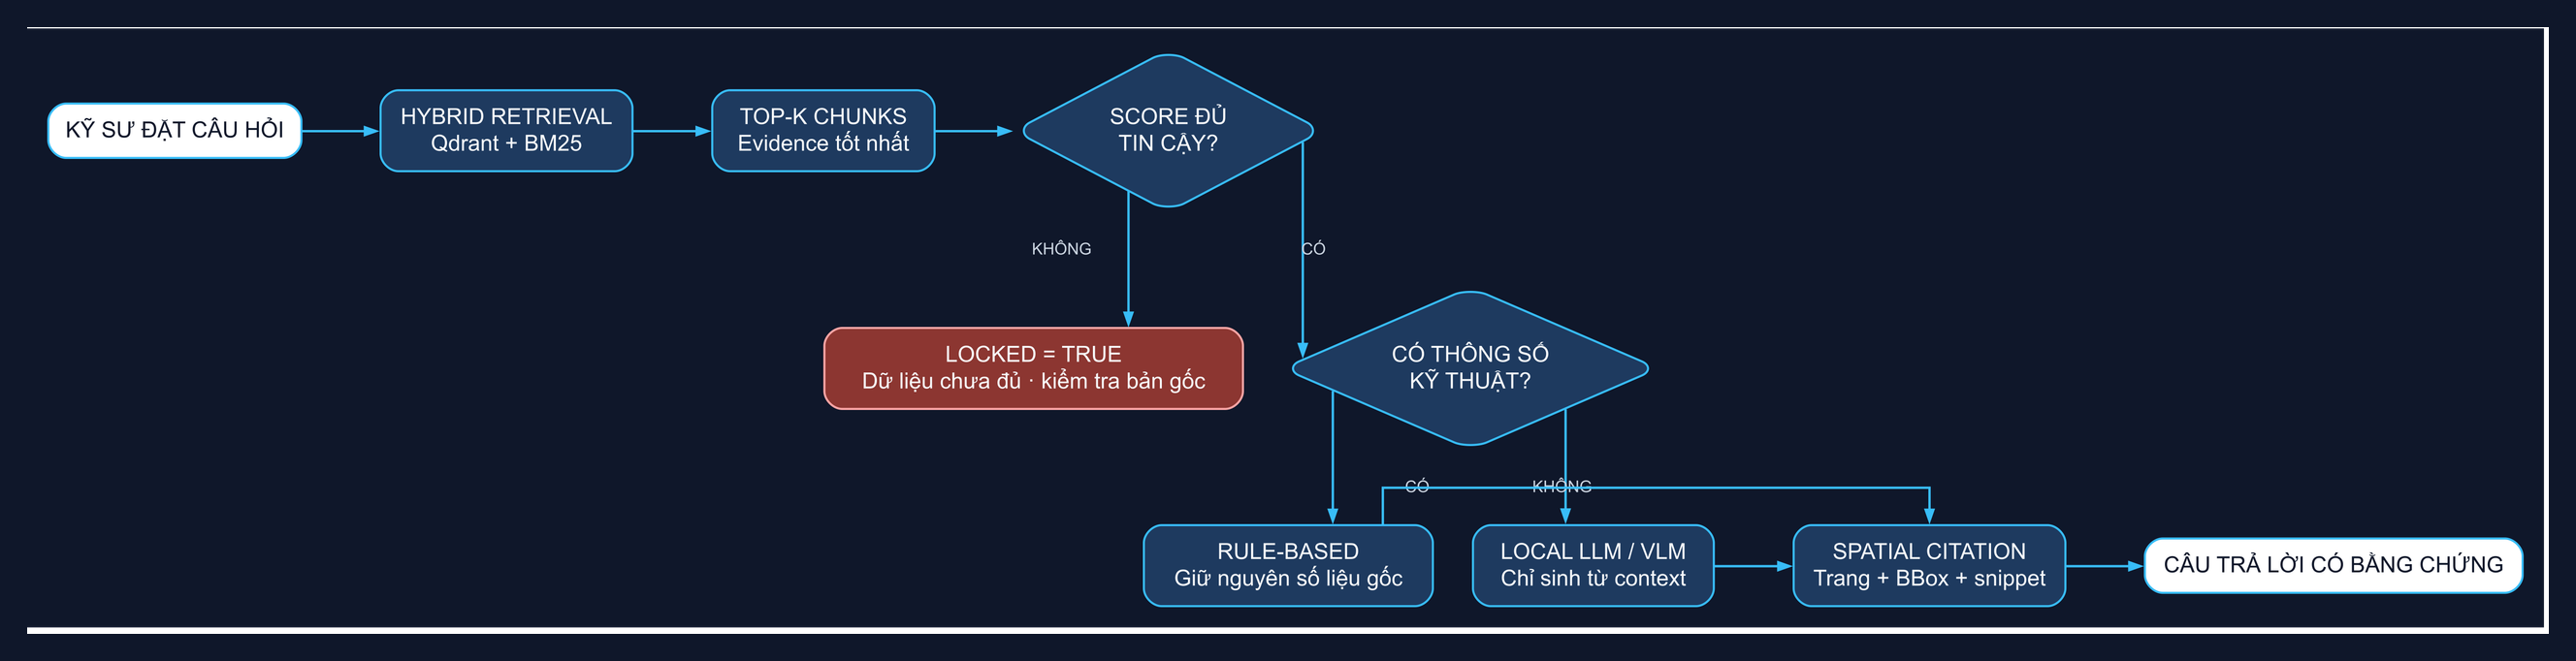 KỸ SƯ ĐẶT CÂU HỎI
HYBRID RETRIEVAL
Qdrant + BM25
TOP-K CHUNKS
Evidence tốt nhất
SCORE ĐỦ
TIN CẬY?
KHÔNG
CÓ
LOCKED = TRUE
Dữ liệu chưa đủ · kiểm tra bản gốc
CÓ THÔNG SỐ
KỸ THUẬT?
CÓ
KHÔNG
RULE-BASED
Giữ nguyên số liệu gốc
LOCAL LLM / VLM
Chỉ sinh từ context
SPATIAL CITATION
Trang + BBox + snippet
CÂU TRẢ LỜI CÓ BẰNG CHỨNG